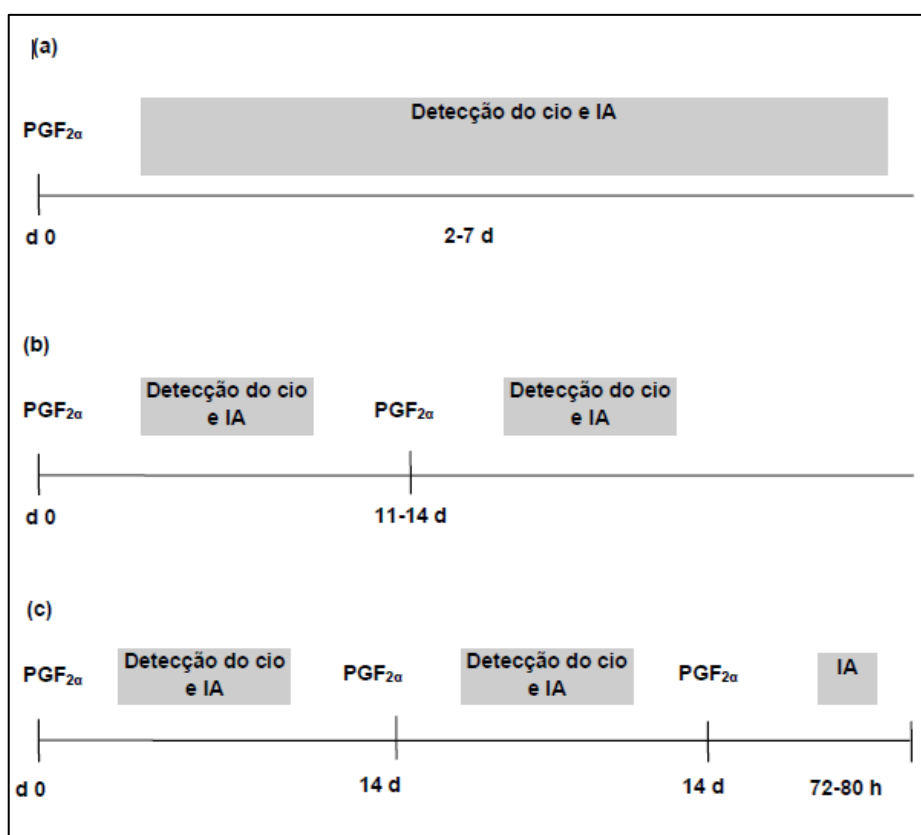 (a)
Detecção do cio e IA
PGF2α
d 0
2-7 d
(b)
PGF2α
Detecção do cio
e IA
PGF2α
Detecção do cio
e IA
d 0
11-14 d
(c)
PGF2α
Detecção do cio
e IA
PGF2α
Detecção do cio
e IA
PGF2α
IA
d 0
14 d
14 d
72-80 h